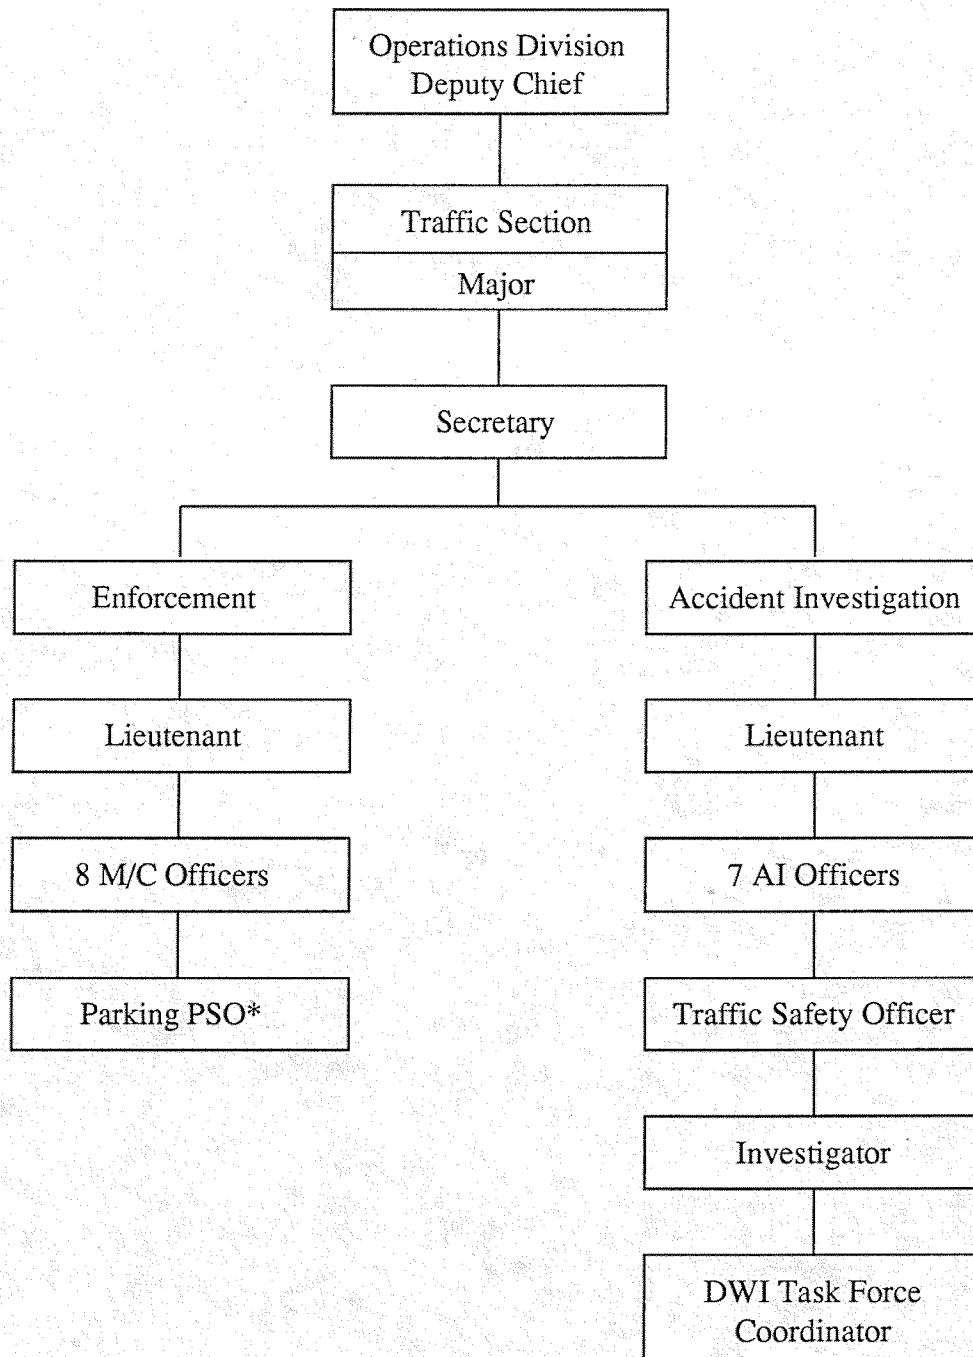 Operations Division
Deputy Chief
Traffic Section
Major
Secretary
Enforcement
Accident Investigation
Lieutenant
Lieutenant
8 M/C Officers
7 AI Officers
Parking PSO*
Traffic Safety Officer
Investigator
DWI Task Force
Coordinator